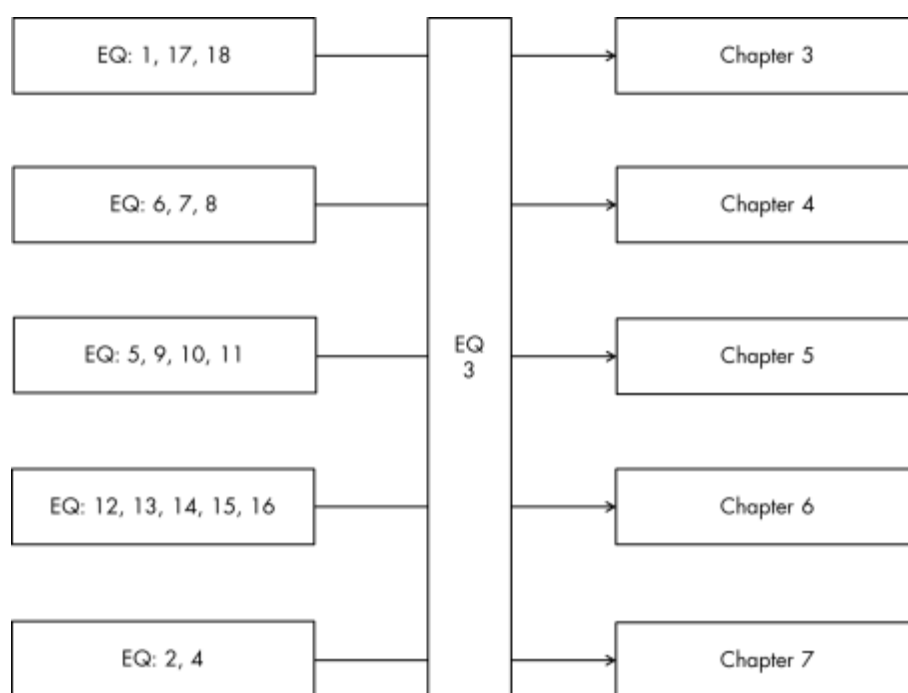 EQ: 1, 17, 18
Chapter 3
EQ: 6, 7, 8
Chapter 4
EQ: 5, 9, 10, 11
EQ
3
Chapter 5
EQ: 12, 13, 14, 15, 16
Chapter 6
EQ: 2, 4
Chapter 7